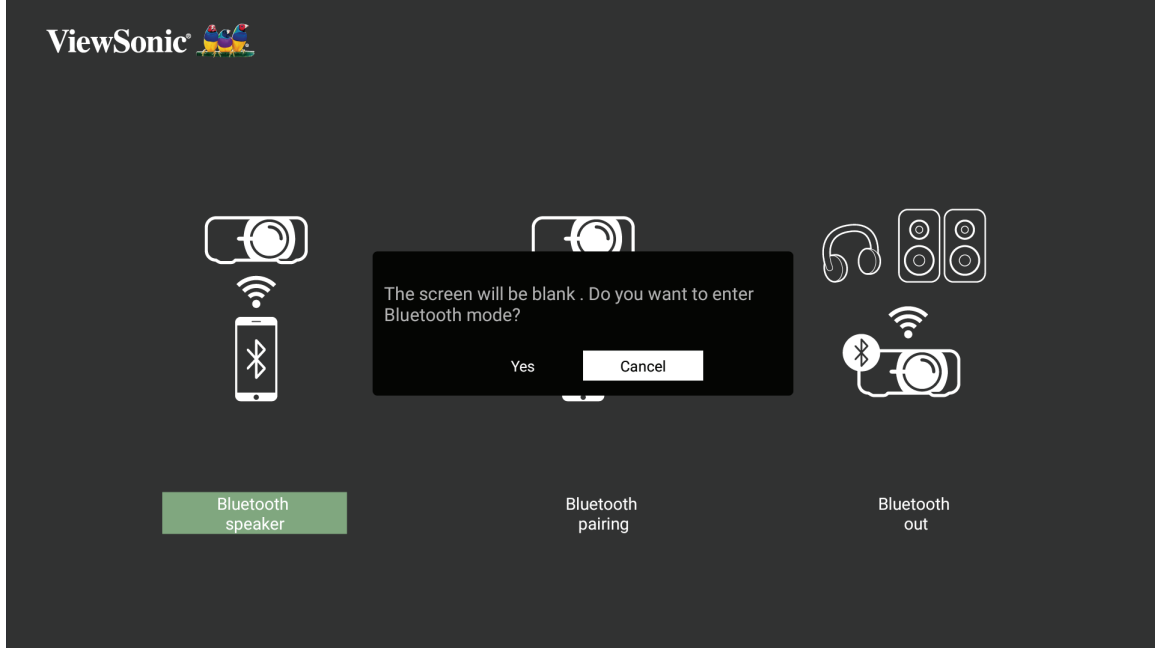 ViewSonic®
The screen will be blank . Do you want to enter
Bluetooth mode?
Yes
Cancel
Bluetooth
speaker
Bluetooth
pairing
Bluetooth
out